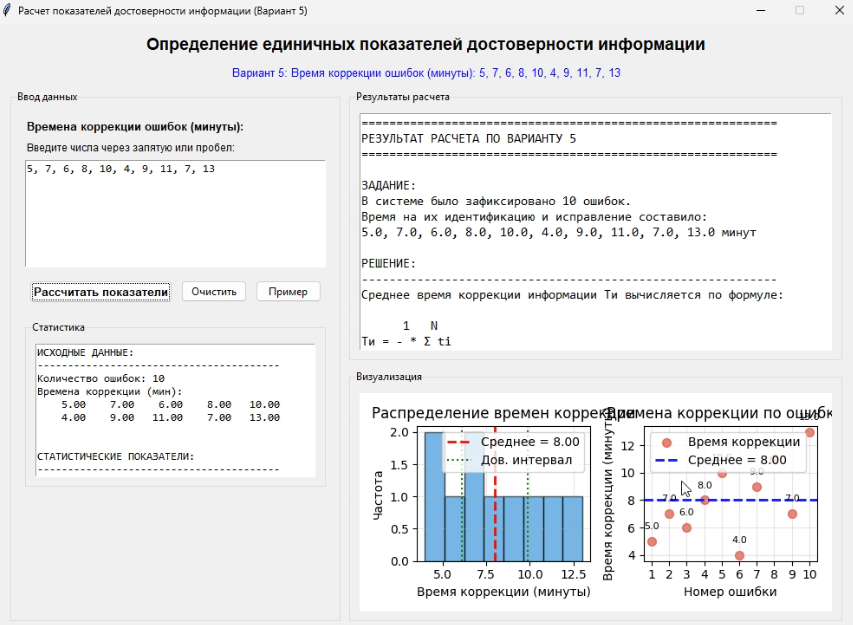 Расчет показателей достоверности информации (Вариант 5)
Определение единичных показателей достоверности информации
Вариант 5: Время коррекции ошибок (минуты): 5, 7, 6, 8, 10, 4, 9, 11, 7, 13
Ввод данных
Времена коррекции ошибок (минуты):
Введите числа через запятую или пробел:
5, 7, 6, 8, 10, 4, 9, 11, 7, 13
Рассчитать показатели
Очистить
Пример
Статистика
ИСХОДНЫЕ ДАННЫЕ:
----------------------------------------
Количество ошибок: 10
Времена коррекции (мин):
5.00 7.00 6.00 8.00 10.00
4.00 9.00 11.00 7.00 13.00
СТАТИСТИЧЕСКИЕ ПОКАЗАТЕЛИ:
----------------------------------------
Результаты расчета
============================================================
РЕЗУЛЬТАТ РАСЧЕТА ПО ВАРИАНТУ 5
============================================================
ЗАДАНИЕ:
В системе было зафиксировано 10 ошибок.
Время на их идентификацию и исправление составило:
5.0, 7.0, 6.0, 8.0, 10.0, 4.0, 9.0, 11.0, 7.0, 13.0 минут
РЕШЕНИЕ:
------------------------------------------------------------
Среднее время коррекции информации Tи вычисляется по формуле:
1 N
Tи = - * Σ ti
Визуализация
Распределение времен коррекции
Среднее = 8.00
Дов. интервал
Частота
2.0
1.5
1.0
0.5
0.0
5.0 7.5 10.0 12.5
Время коррекции (минуты)
Времена коррекции по ошибк
Время коррекции
Среднее = 8.00
Время коррекции (минуты)
12
10
8
6
4
5.0
7.0
6.0
8.0
4.0
9.0
7.0
1 2 3 4 5 6 7 8 9 10
Номер ошибки